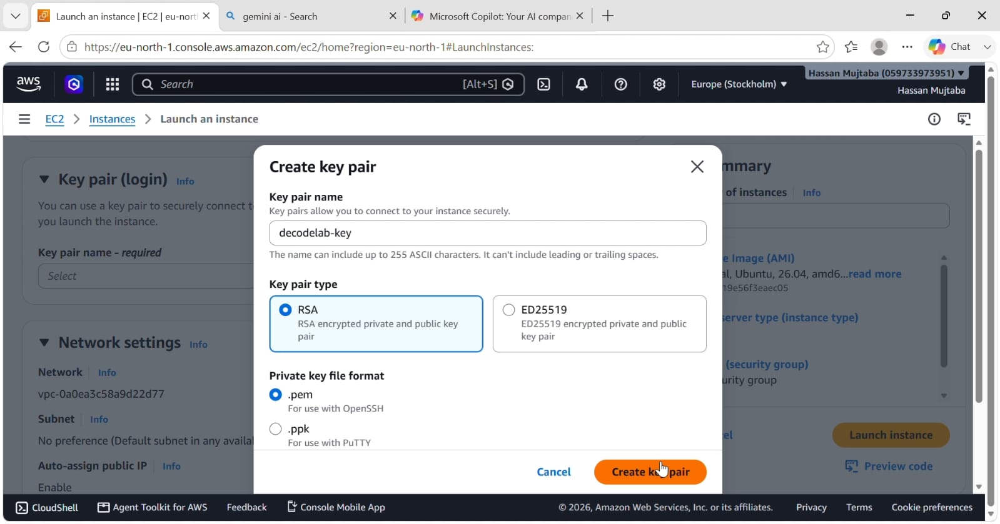 Launch an instance | EC2 | eu-nort
gemini ai - Search
Microsoft Copilot: Your AI compan
https://eu-north-1.console.aws.amazon.com/ec2/home?region=eu-north-1#LaunchInstances:
Chat
aws
Search
[Alt+S]
Europe (Stockholm)
Hassan Mujtaba (059733973951)
Hassan Mujtaba
EC2
Instances
Launch an instance
Key pair (login) Info
You can use a key pair to securely connect t
you launch the instance.
Key pair name - required
Select
Network settings Info
Network Info
vpc-0a0ea3c58a9d22d77
Subnet Info
No preference (Default subnet in any availal
Auto-assign public IP Info
Enable
Create key pair
Key pair name
Key pairs allow you to connect to your instance securely.
decodelab-key
The name can include up to 255 ASCII characters. It can't include leading or trailing spaces.
Key pair type
RSA
RSA encrypted private and public key
pair
ED25519
ED25519 encrypted private and public
key pair
Private key file format
.pem
For use with OpenSSH
.ppk
For use with PuTTY
Cancel
Create key pair
mmary
of instances Info
e Image (AMI)
al, Ubuntu, 26.04, amd6...read more
19e56f3eaec05
server type (instance type)
(security group)
urity group
el
Launch instance
Preview code
CloudShell
Agent Toolkit for AWS
Feedback
Console Mobile App
© 2026, Amazon Web Services, Inc. or its affiliates.
Privacy
Terms
Cookie preferences